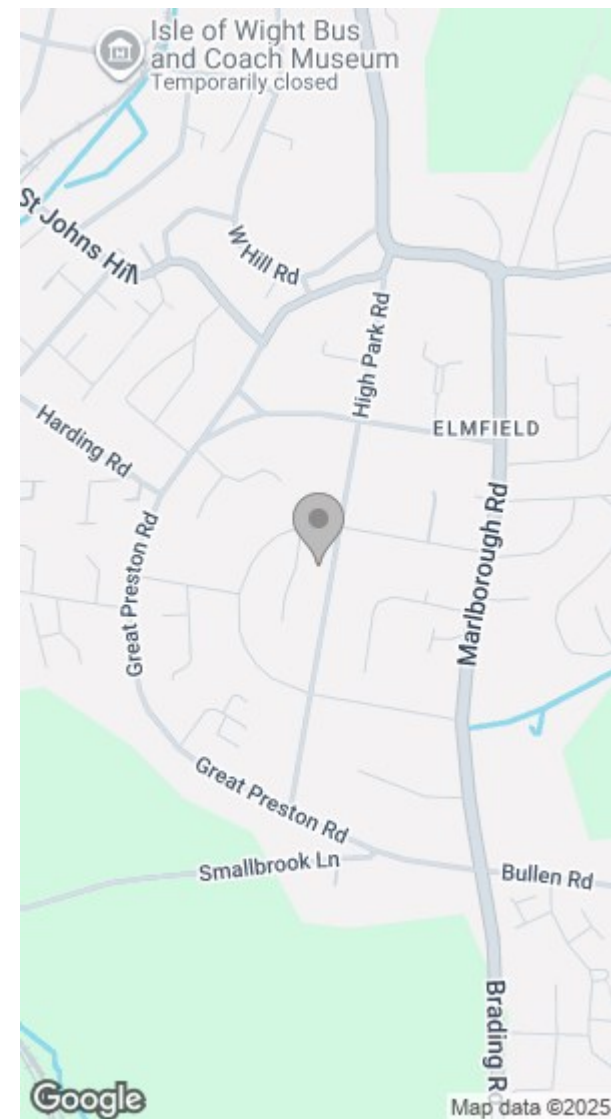 Isle of Wight Bus
and Coach Museum
Temporarily closed
St Johns Hill
W Hill Rd
High Park Rd
ELMFIELD
Harding Rd
Great Preston Rd
Marlborough Rd
Great Preston Rd
Smallbrook Ln
Bullen Rd
Brading Rd
Google
Map data ©2025